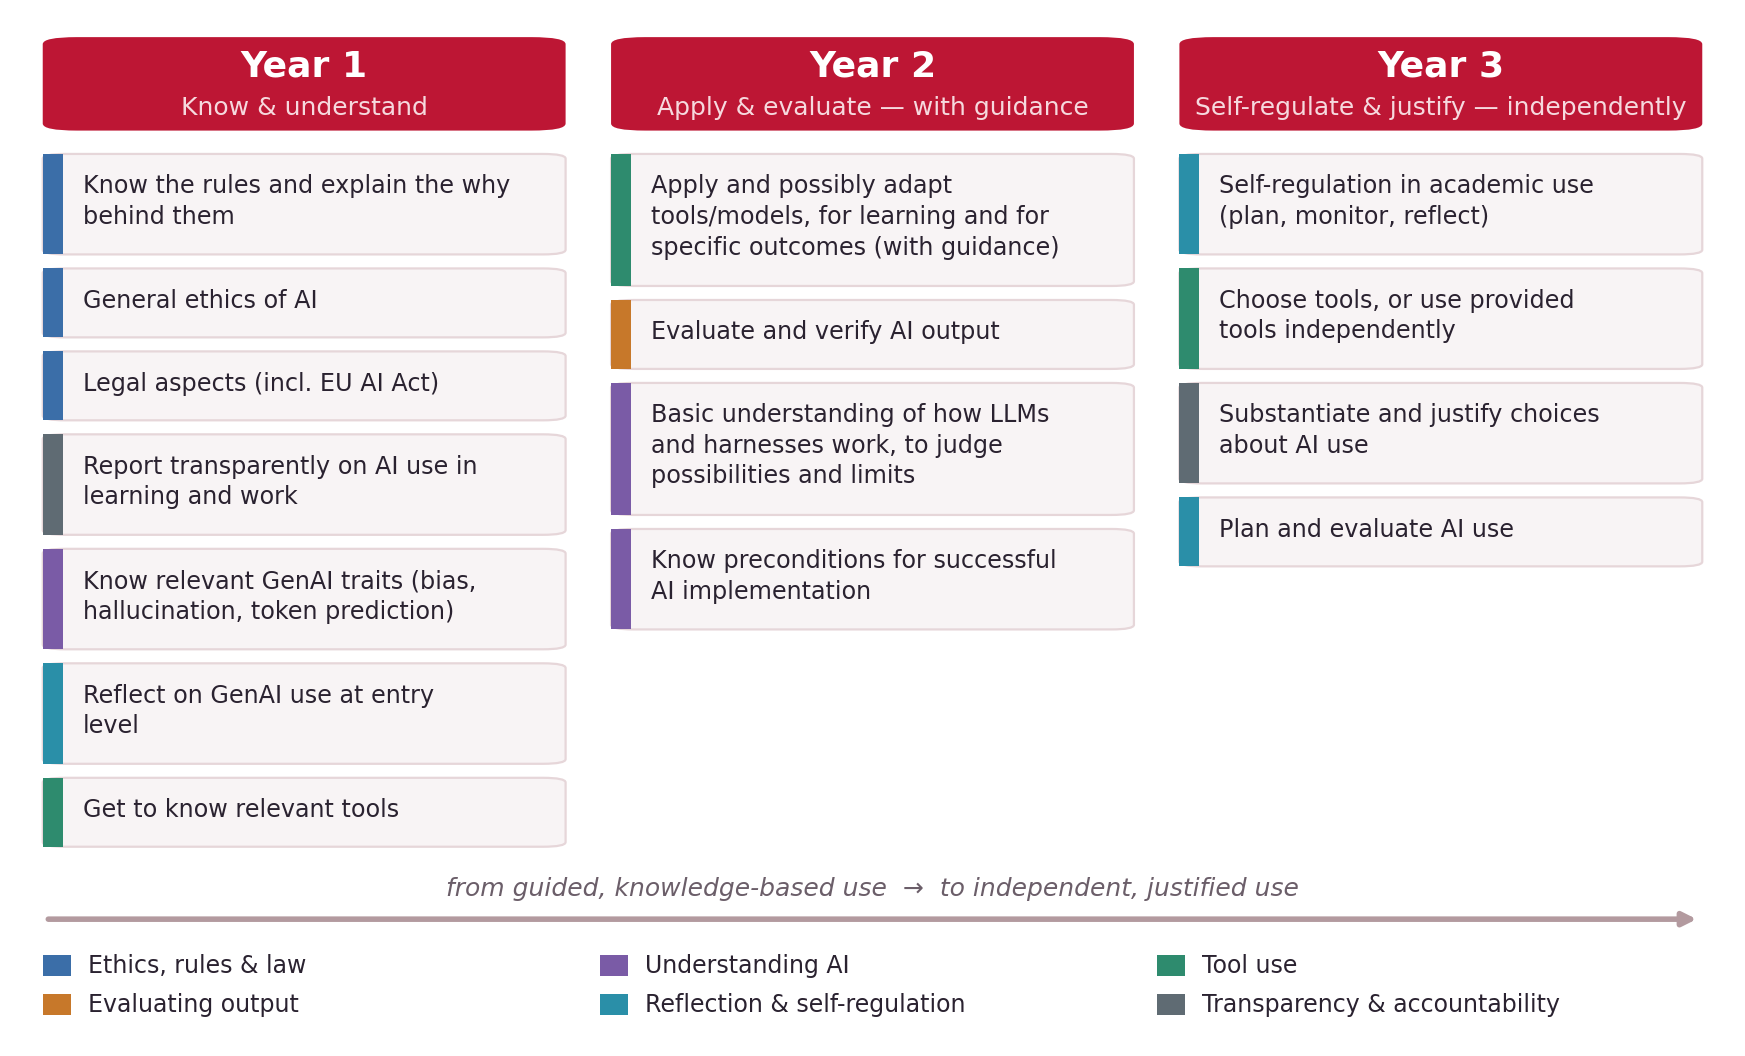 Year 1
Know & understand
Know the rules and explain the why
behind them
General ethics of AI
Legal aspects (incl. EU AI Act)
Report transparently on AI use in
learning and work
Know relevant GenAI traits (bias,
hallucination, token prediction)
Reflect on GenAI use at entry
level
Get to know relevant tools
Year 2
Apply & evaluate — with guidance
Apply and possibly adapt
tools/models, for learning and for
specific outcomes (with guidance)
Evaluate and verify AI output
Basic understanding of how LLMs
and harnesses work, to judge
possibilities and limits
Know preconditions for successful
AI implementation
Year 3
Self-regulate & justify — independently
Self-regulation in academic use
(plan, monitor, reflect)
Choose tools, or use provided
tools independently
Substantiate and justify choices
about AI use
Plan and evaluate AI use
from guided, knowledge-based use → to independent, justified use
Ethics, rules & law
Understanding AI
Tool use
Evaluating output
Reflection & self-regulation
Transparency & accountability